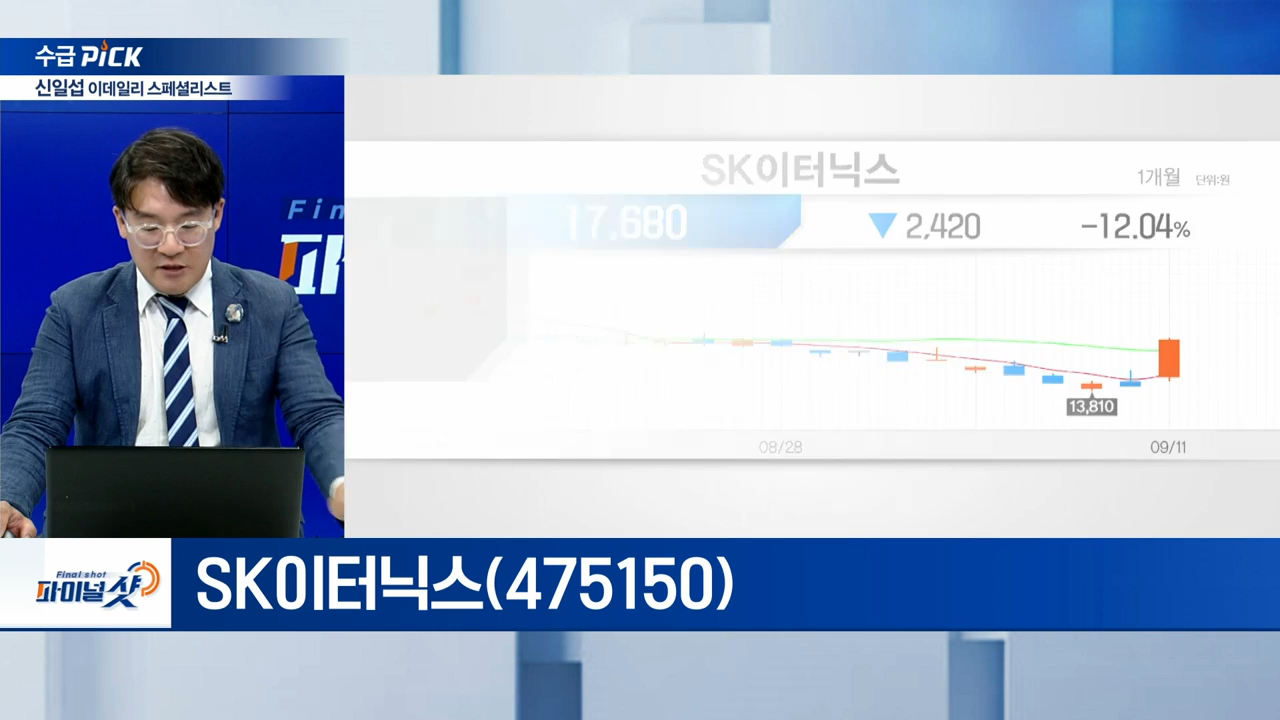 수급 PiCK
신일섭 이데일리 스페셜리스트
Fin
파
SK이터닉스
1개월 단위:원
17,680 ▼ 2,420 -12.04%
13,810
08/28 09/11
Final shot
파이널샷
SK이터닉스(475150)